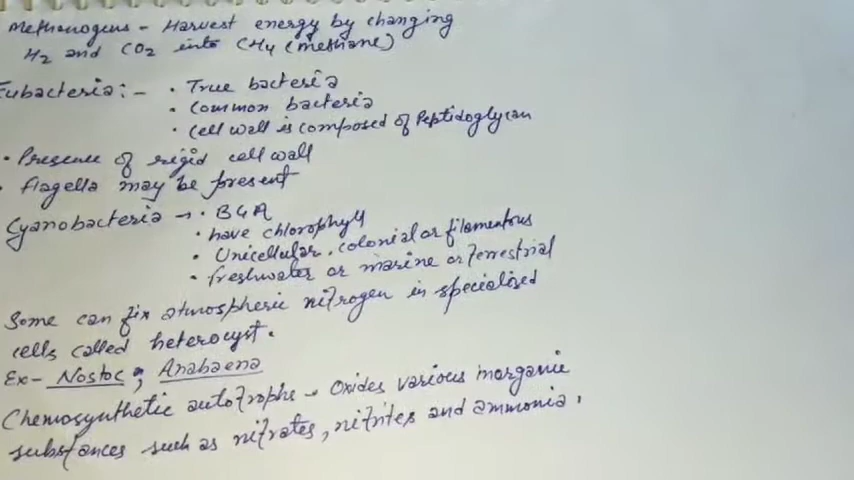 Methanogens - Harvest energy by changing
H2 and CO2 into CH4 (methane)
Eubacteria :- • True bacteria
• Common bacteria
• cell wall is composed of Peptidoglycan
• Presence of rigid cell wall
• flagella may be present
Cyanobacteria → • BGA
• have chlorophyll
• Unicellular, colonial or filamentous
• freshwater or marine or terrestrial
Some can fix atmospheric nitrogen in specialised
cells called heterocyst.
Ex- Nostoc, Anabaena
Chemosynthetic autotrophs → Oxides various inorganic
substances such as nitrates, nitrites and ammonia,